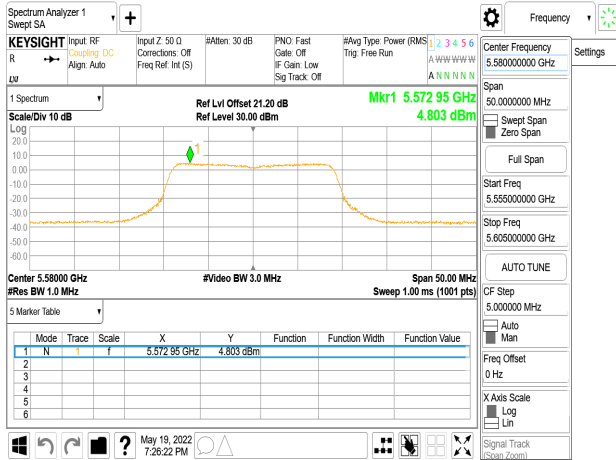 Spectrum Analyzer 1
Swept SA
Frequency
KEYSIGHT Input: RF
R
Coupling: DC
Align: Auto
Input Z: 50 Ω
Corrections: Off
Freq Ref: Int (S)
#Atten: 30 dB
PNO: Fast
Gate: Off
IF Gain: Low
Sig Track: Off
#Avg Type: Power (RMS
Trig: Free Run
1 2 3 4 5 6
A W W W W W
A N N N N N
Center Frequency
5.580000000 GHz
Settings
Span
50.0000000 MHz
Swept Span
Zero Span
Full Span
Start Freq
5.555000000 GHz
Stop Freq
5.605000000 GHz
AUTO TUNE
CF Step
5.000000 MHz
Auto
Man
Freq Offset
0 Hz
X Axis Scale
Log
Lin
Signal Track
(Span Zoom)
1 Spectrum
Scale/Div 10 dB
Ref Lvl Offset 21.20 dB
Ref Level 30.00 dBm
Mkr1 5.572 95 GHz
4.803 dBm
Log
20.0
10.0
0.00
-10.0
-20.0
-30.0
-40.0
-50.0
-60.0
1
Center 5.58000 GHz
#Video BW 3.0 MHz
Span 50.00 MHz
#Res BW 1.0 MHz
Sweep 1.00 ms (1001 pts)
5 Marker Table
Mode Trace Scale X Y Function Function Width Function Value
1 N 1 f 5.572 95 GHz 4.803 dBm
2
3
4
5
6
?
May 19, 2022
7:26:22 PM